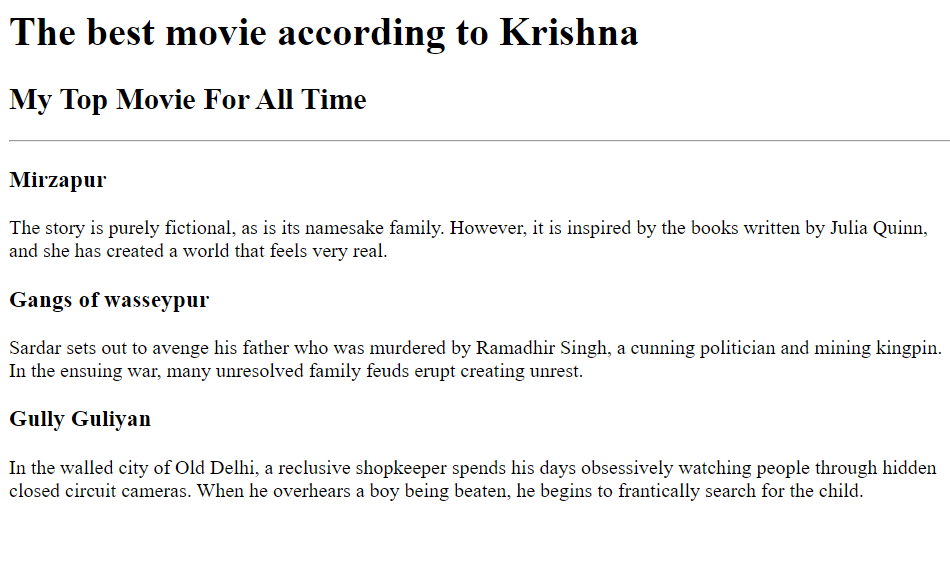 The best movie according to Krishna
My Top Movie For All Time
Mirzapur
The story is purely fictional, as is its namesake family. However, it is inspired by the books written by Julia Quinn,
and she has created a world that feels very real.
Gangs of wasseypur
Sardar sets out to avenge his father who was murdered by Ramadhir Singh, a cunning politician and mining kingpin.
In the ensuing war, many unresolved family feuds erupt creating unrest.
Gully Guliyan
In the walled city of Old Delhi, a reclusive shopkeeper spends his days obsessively watching people through hidden
closed circuit cameras. When he overhears a boy being beaten, he begins to frantically search for the child.